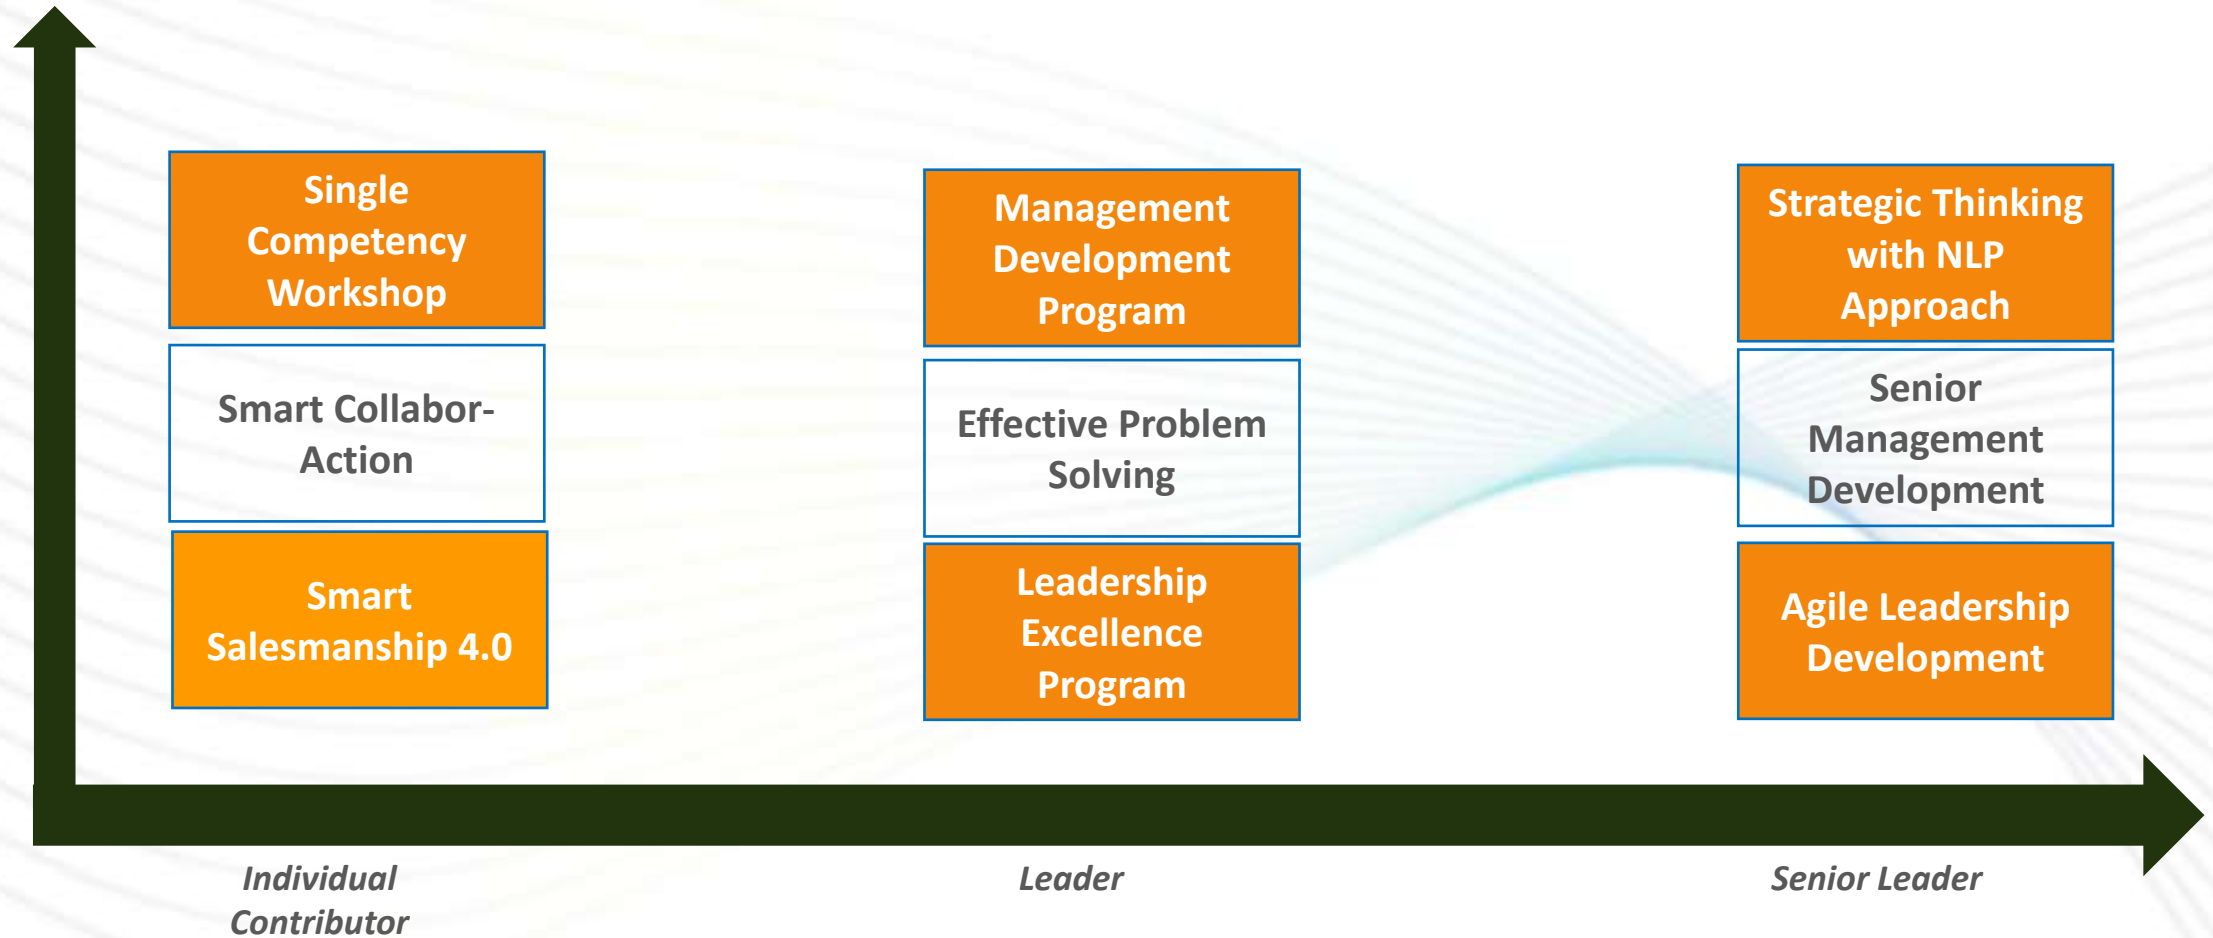 Single
Competency
Workshop
Smart Collabor-
Action
Smart
Salesmanship 4.0
Management
Development
Program
Effective Problem
Solving
Leadership
Excellence
Program
Strategic Thinking
with NLP
Approach
Senior
Management
Development
Agile Leadership
Development
Individual
Contributor
Leader
Senior Leader